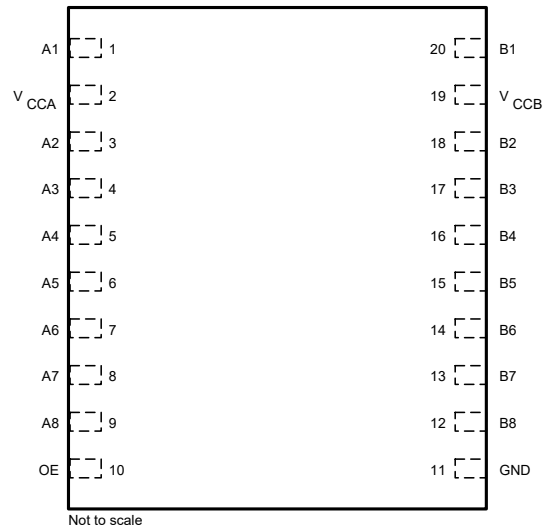 A1 1 20 B1
VCCA 2 19 VCCB
A2 3 18 B2
A3 4 17 B3
A4 5 16 B4
A5 6 15 B5
A6 7 14 B6
A7 8 13 B7
A8 9 12 B8
OE 10 11 GND
Not to scale